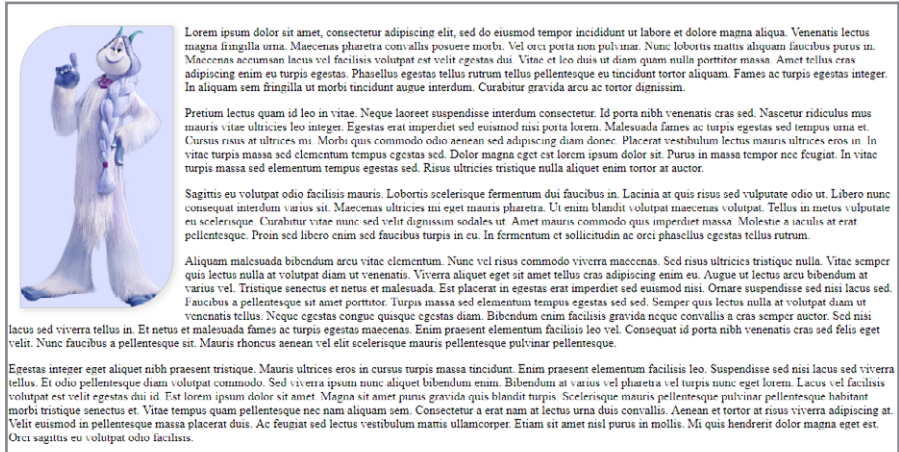 Lorem ipsum dolor sit amet, consectetur adipiscing elit, sed do eiusmod tempor incididunt ut labore et dolore magna aliqua. Venenatis lectus
magna fringilla urna. Maecenas pharetra convallis posuere morbi. Vel orci porta non pulvinar. Nunc lobortis mattis aliquam faucibus purus in.
Maecenas accumsan lacus vel facilisis volutpat est velit egestas dui. Vitae et leo duis ut diam quam nulla porttitor massa. Amet tellus cras
adipiscing enim eu turpis egestas. Phasellus egestas tellus rutrum tellus pellentesque eu tincidunt tortor aliquam. Fames ac turpis egestas integer.
In aliquam sem fringilla ut morbi tincidunt augue interdum. Curabitur gravida arcu ac tortor dignissim.
Pretium lectus quam id leo in vitae. Neque laoreet suspendisse interdum consectetur. Id porta nibh venenatis cras sed. Nascetur ridiculus mus
mauris vitae ultricies leo integer. Egestas erat imperdiet sed euismod nisi porta lorem. Malesuada fames ac turpis egestas sed tempus urna et.
Cursus risus at ultrices mi. Morbi quis commodo odio aenean sed adipiscing diam donec. Placerat vestibulum lectus mauris ultrices eros in. In
vitae turpis massa sed elementum tempus egestas sed. Dolor magna eget est lorem ipsum dolor sit. Purus in massa tempor nec feugiat. In vitae
turpis massa sed elementum tempus egestas sed. Risus ultricies tristique nulla aliquet enim tortor at auctor.
Sagittis eu volutpat odio facilisis mauris. Lobortis scelerisque fermentum dui faucibus in. Lacinia at quis risus sed vulputate odio ut. Libero nunc
consequat interdum varius sit. Maecenas ultricies mi eget mauris pharetra. Ut enim blandit volutpat maecenas volutpat. Tellus in metus vulputate
eu scelerisque. Curabitur vitae nunc sed velit dignissim sodales ut. Amet mauris commodo quis imperdiet massa. Molestie a iaculis at erat
pellentesque. Proin sed libero enim sed faucibus turpis in eu. In fermentum et sollicitudin ac orci phasellus egestas tellus rutrum.
Aliquam malesuada bibendum arcu vitae elementum. Nunc vel risus commodo viverra maecenas. Sed risus ultricies tristique nulla. Vitae semper
quis lectus nulla at volutpat diam ut venenatis. Viverra aliquet eget sit amet tellus cras adipiscing enim eu. Augue ut lectus arcu bibendum at
varius vel. Tristique senectus et netus et malesuada. Est placerat in egestas erat imperdiet sed euismod nisi. Ornare suspendisse sed nisi lacus sed.
Faucibus a pellentesque sit amet porttitor. Turpis massa sed elementum tempus egestas sed sed. Semper quis lectus nulla at volutpat diam ut
venenatis tellus. Neque egestas congue quisque egestas diam. Bibendum enim facilisis gravida neque convallis a cras semper auctor. Sed nisi
lacus sed viverra tellus in. Et netus et malesuada fames ac turpis egestas maecenas. Enim praesent elementum facilisis leo vel. Consequat id porta nibh venenatis cras sed felis eget
velit. Nunc faucibus a pellentesque sit. Mauris rhoncus aenean vel elit scelerisque mauris pellentesque pulvinar pellentesque.
Egestas integer eget aliquet nibh praesent tristique. Mauris ultrices eros in cursus turpis massa tincidunt. Enim praesent elementum facilisis leo. Suspendisse sed nisi lacus sed viverra
tellus. Et odio pellentesque diam volutpat commodo. Sed viverra ipsum nunc aliquet bibendum enim. Bibendum at varius vel pharetra vel turpis nunc eget lorem. Lacus vel facilisis
volutpat est velit egestas dui id. Est lorem ipsum dolor sit amet. Magna sit amet purus gravida quis blandit turpis. Scelerisque mauris pellentesque pulvinar pellentesque habitant
morbi tristique senectus et. Vitae tempus quam pellentesque nec nam aliquam sem. Consectetur a erat nam at lectus urna duis convallis. Aenean et tortor at risus viverra adipiscing at.
Velit euismod in pellentesque massa placerat duis. Ac feugiat sed lectus vestibulum mattis ullamcorper. Etiam sit amet nisl purus in mollis. Mi quis hendrerit dolor magna eget est.
Orci sagittis eu volutpat odio facilisis.